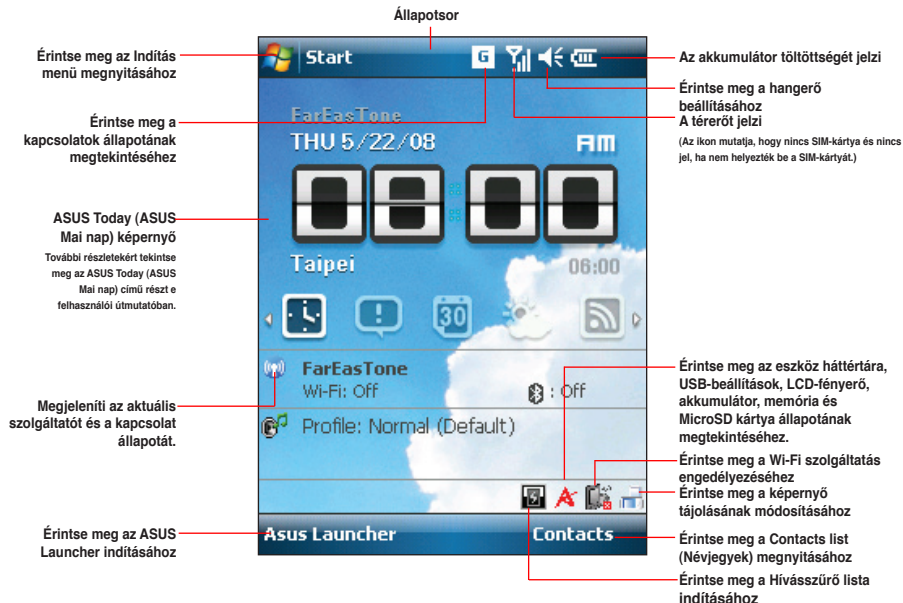 Állapotsor
Érintse meg az Indítás
menü megnyitásához
Érintse meg a
kapcsolatok állapotának
megtekintéséhez
ASUS Today (ASUS
Mai nap) képernyő
További részletekért tekintse
meg az ASUS Today (ASUS
Mai nap) című részt e
felhasználói útmutatóban.
Megjeleníti az aktuális
szolgáltatót és a kapcsolat
állapotát.
Érintse meg az ASUS
Launcher indításához
Start
G
FarEasTone
THU 5/22/08
AM
06:00
Taipei
06:00
30
FarEasTone
Wi-Fi: Off
: Off
Profile: Normal (Default)
Asus Launcher
Contacts
Az akkumulátor töltöttségét jelzi
Érintse meg a hangerő
beállításához
A térerőt jelzi
(Az ikon mutatja, hogy nincs SIM-kártya és nincs
jel, ha nem helyezték be a SIM-kártyát.)
Érintse meg az eszköz háttértára,
USB-beállítások, LCD-fényerő,
akkumulátor, memória és
MicroSD kártya állapotának
megtekintéséhez.
Érintse meg a Wi-Fi szolgáltatás
engedélyezéséhez
Érintse meg a képernyő
tájolásának módosításához
Érintse meg a Contacts list
(Névjegyek) megnyitásához
Érintse meg a Hívásszűrő lista
indításához